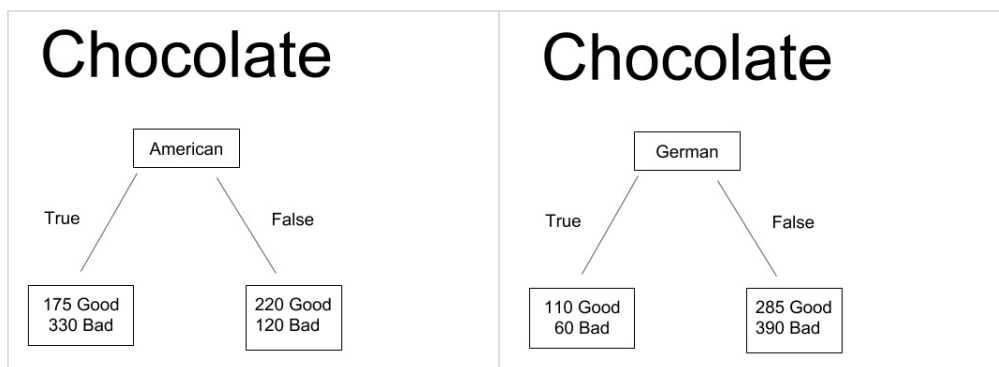 Chocolate
American
True
False
175 Good
330 Bad
220 Good
120 Bad
Chocolate
German
True
False
110 Good
60 Bad
285 Good
390 Bad